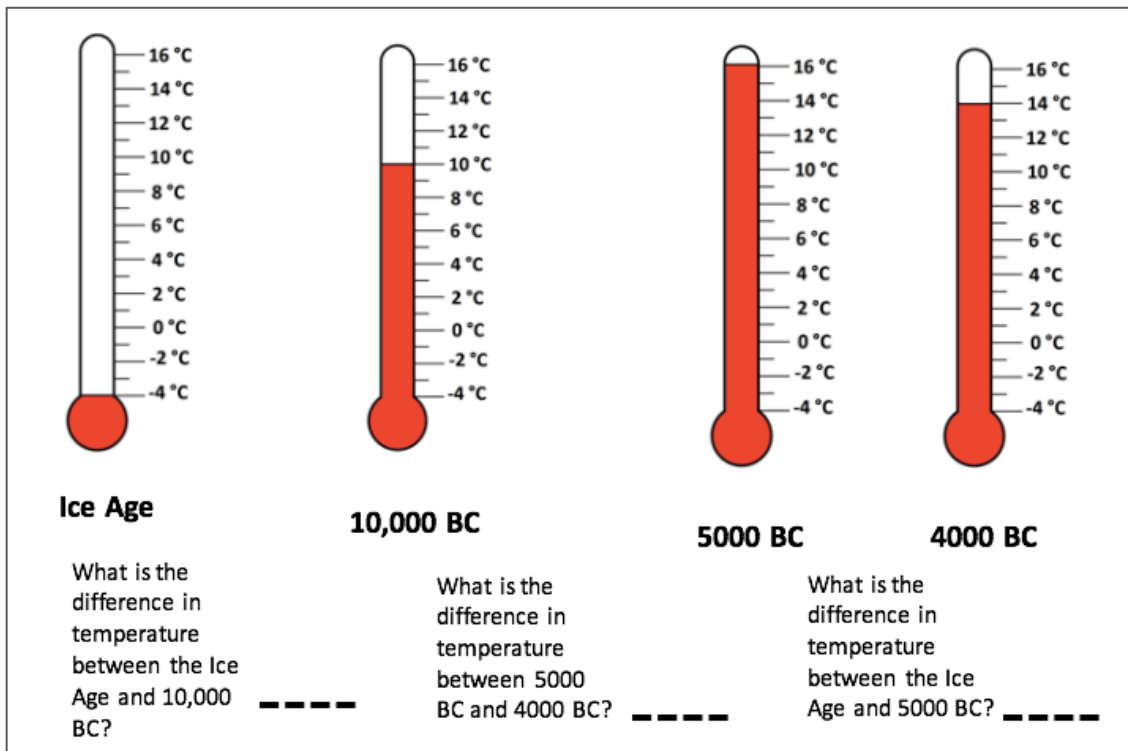 16 °C
14 °C
12 °C
10 °C
8 °C
6 °C
4 °C
2 °C
0 °C
-2 °C
-4 °C
Ice Age
16 °C
14 °C
12 °C
10 °C
8 °C
6 °C
4 °C
2 °C
0 °C
-2 °C
-4 °C
10,000 BC
16 °C
14 °C
12 °C
10 °C
8 °C
6 °C
4 °C
2 °C
0 °C
-2 °C
-4 °C
5000 BC
16 °C
14 °C
12 °C
10 °C
8 °C
6 °C
4 °C
2 °C
0 °C
-2 °C
-4 °C
4000 BC
What is the
difference in
temperature
between the Ice
Age and 10,000
BC? _ _ _ _
What is the
difference in
temperature
between 5000
BC and 4000 BC? _ _ _ _
What is the
difference in
temperature
between the Ice
Age and 5000 BC? _ _ _ _